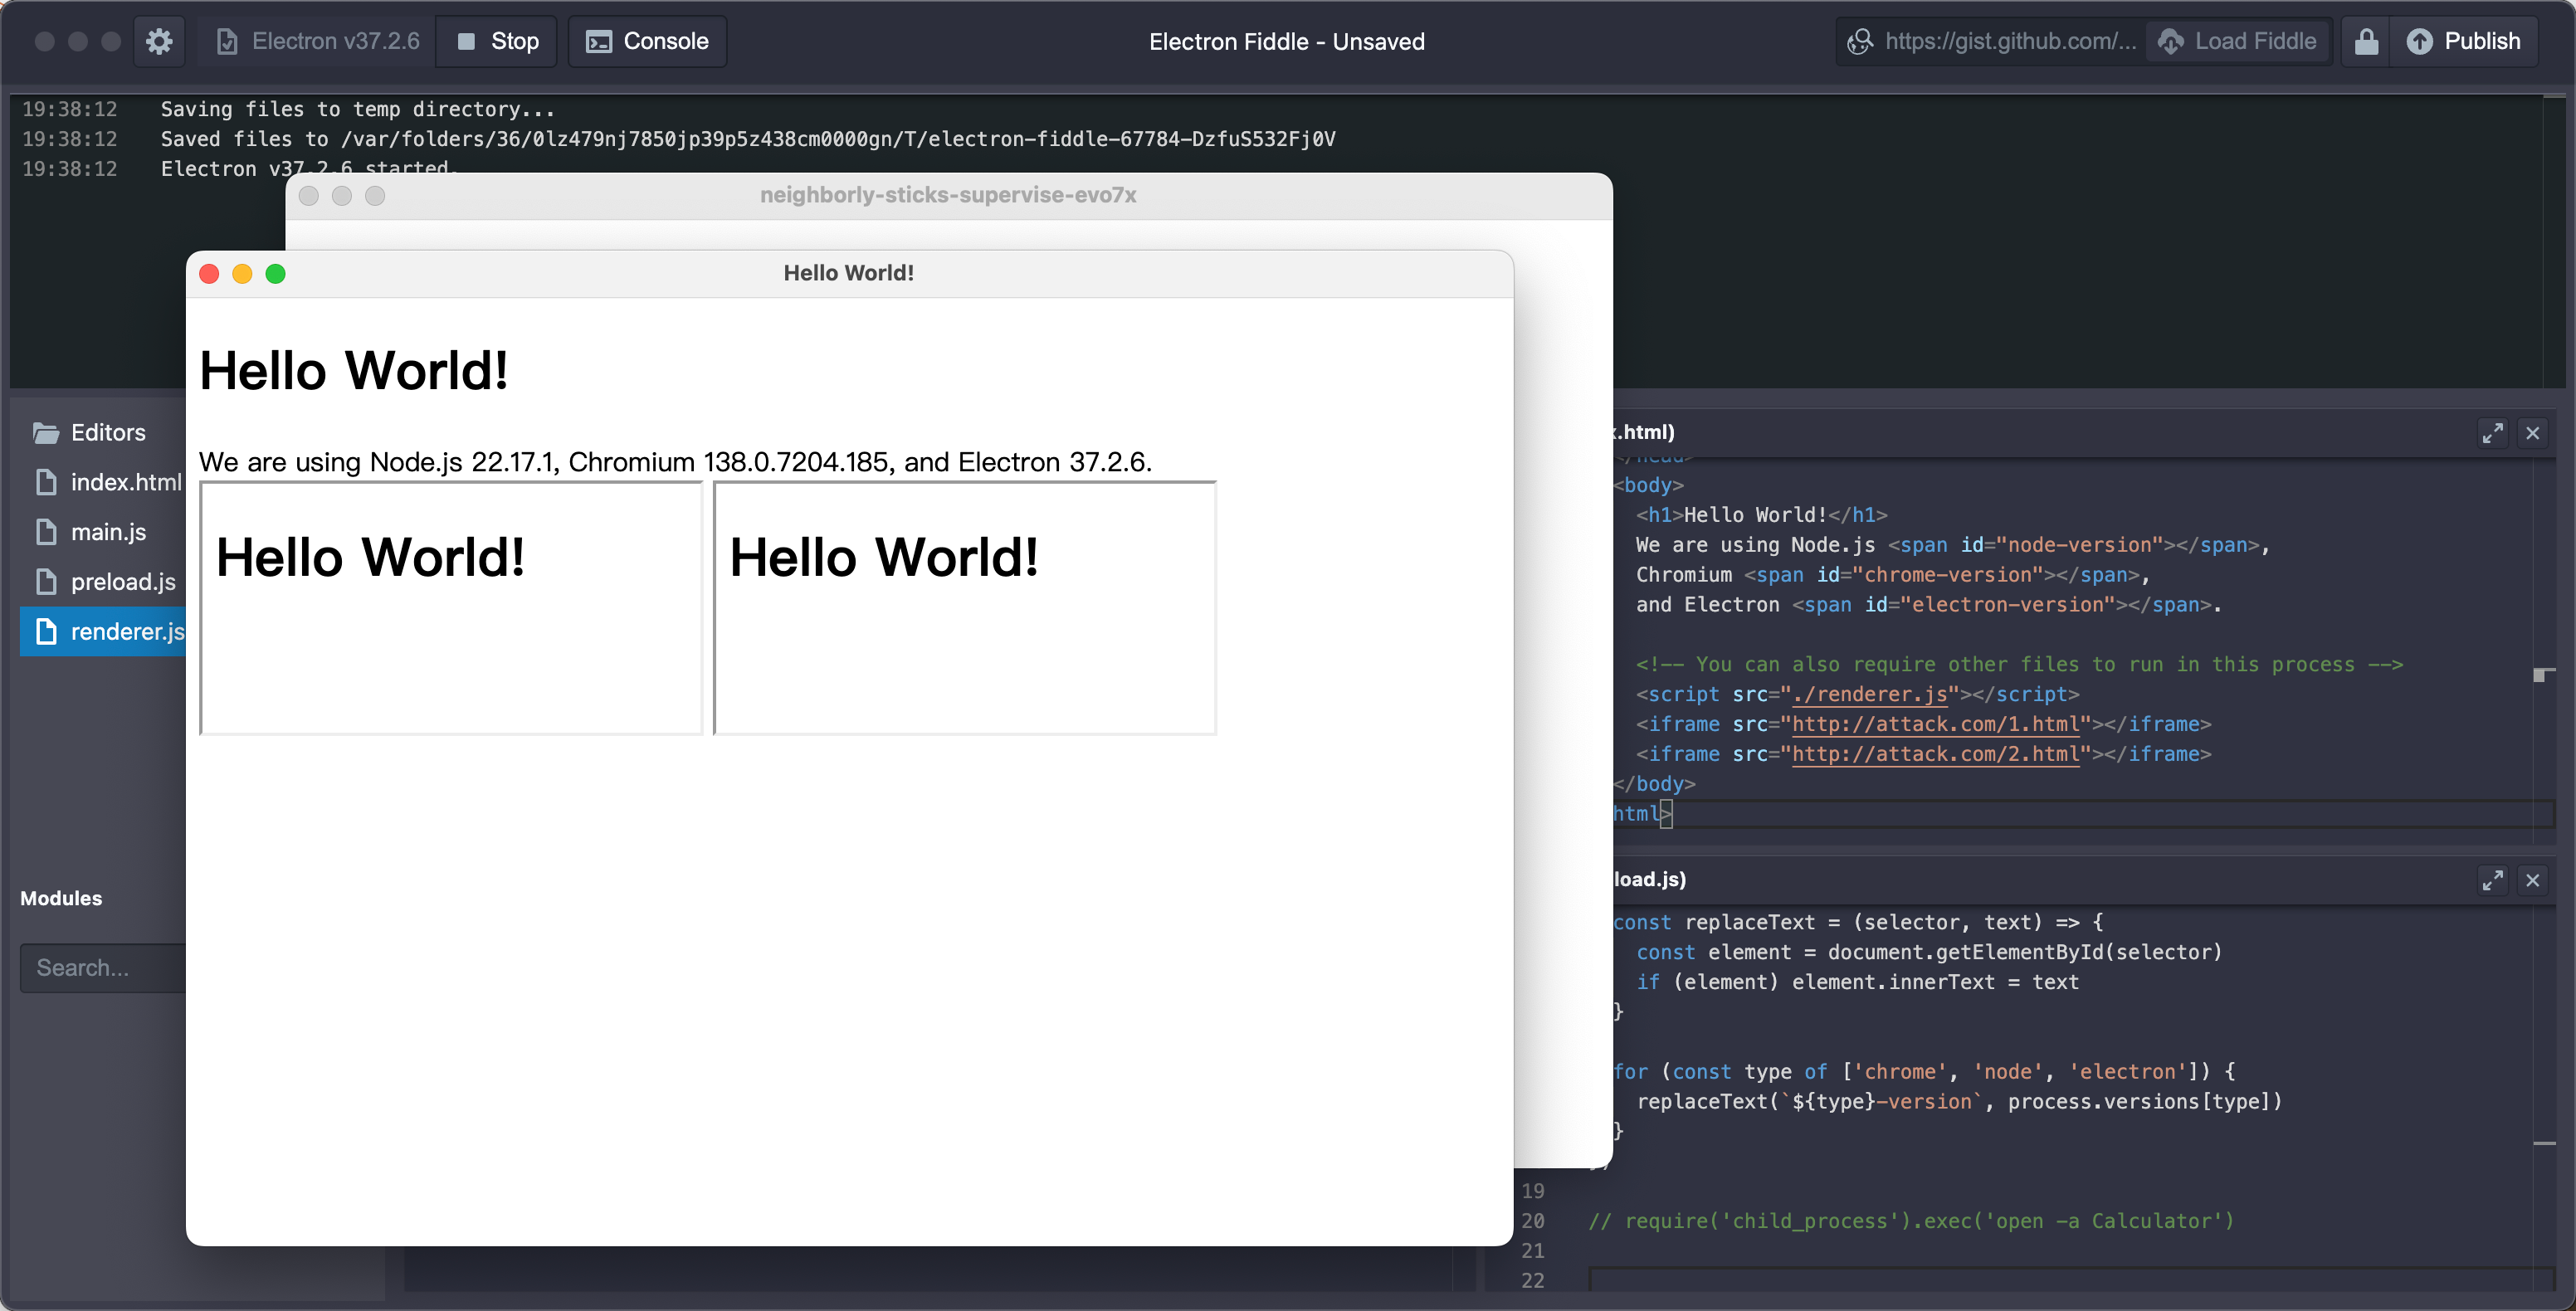 Electron v37.2.6
Stop
Console
Electron Fiddle - Unsaved
https://gist.github.com/...
Load Fiddle
Publish
19:38:12 Saving files to temp directory...
19:38:12 Saved files to /var/folders/36/0lz479nj7850jp39p5z438cm0000gn/T/electron-fiddle-67784-DzfuS532Fj0V
19:38:12 Electron v37.2.6 started.
neighborly-sticks-supervise-evo7x
Hello World!
Hello World!
We are using Node.js 22.17.1, Chromium 138.0.7204.185, and Electron 37.2.6.
Hello World!
Hello World!
Editors
index.html
main.js
preload.js
renderer.js
Modules
Search...
x.html)
</head>
<body>
<h1>Hello World!</h1>
We are using Node.js <span id="node-version"></span>,
Chromium <span id="chrome-version"></span>,
and Electron <span id="electron-version"></span>.
<!-- You can also require other files to run in this process -->
<script src="./renderer.js"></script>
<iframe src="http://attack.com/1.html"></iframe>
<iframe src="http://attack.com/2.html"></iframe>
</body>
html>
load.js)
const replaceText = (selector, text) => {
const element = document.getElementById(selector)
if (element) element.innerText = text
}
for (const type of ['chrome', 'node', 'electron']) {
replaceText(`${type}-version`, process.versions[type])
}
19
20 // require('child_process').exec('open -a Calculator')
21
22